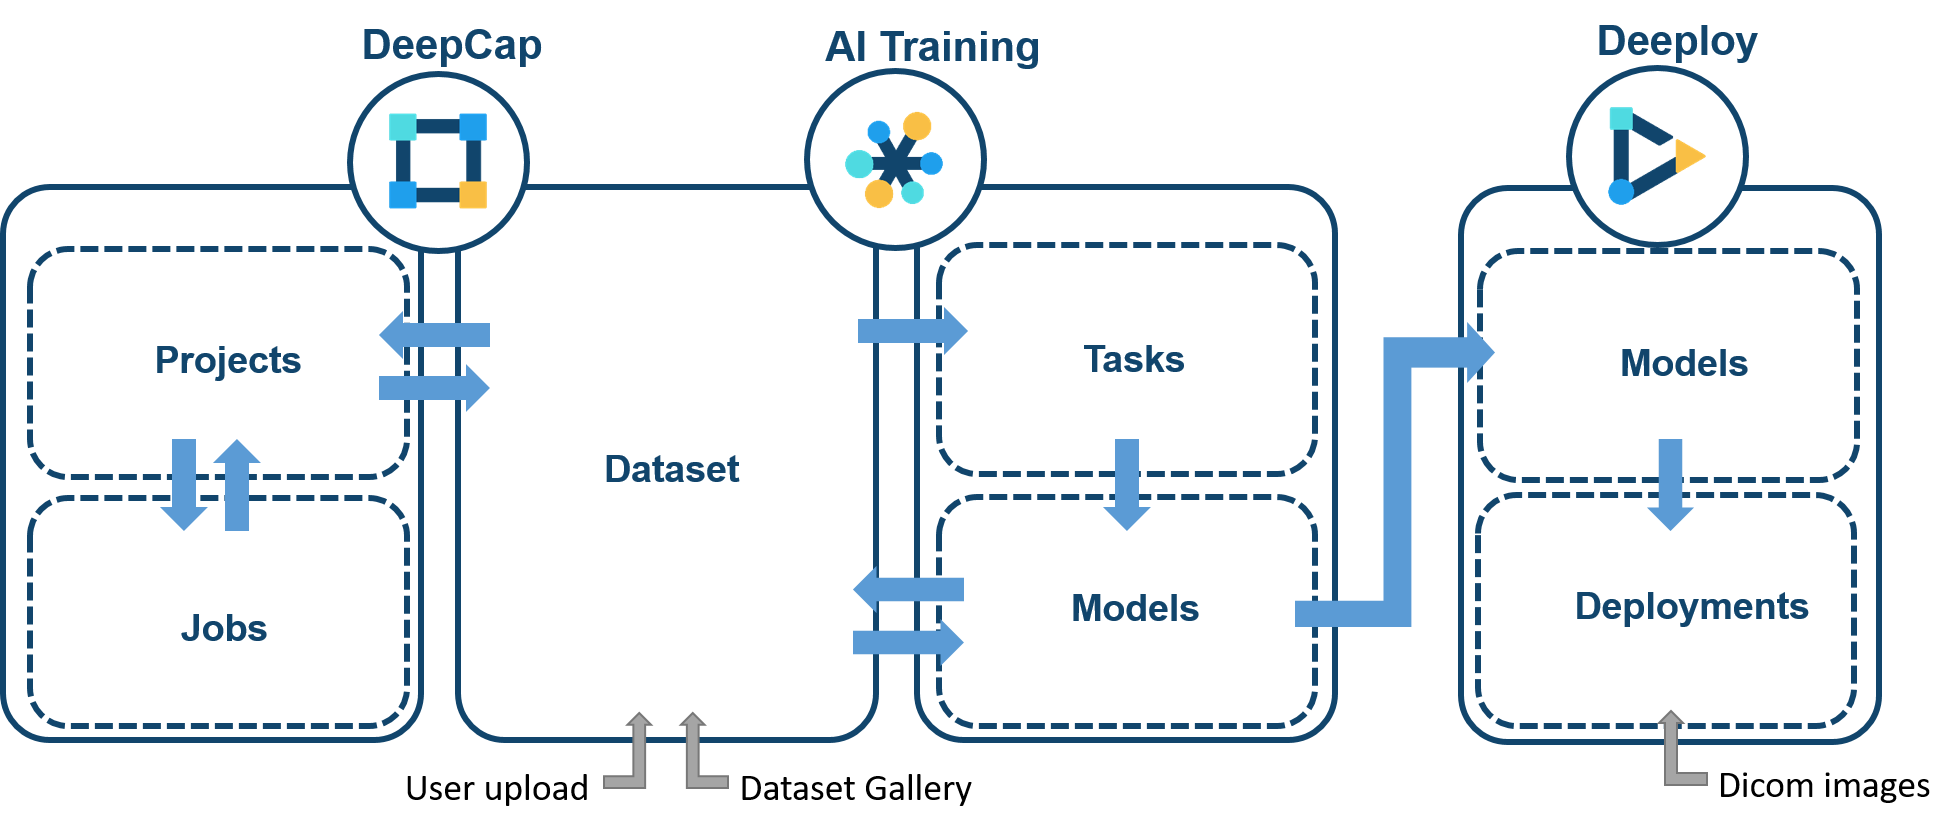 DeepCap
AI Training
Deeploy
Projects
Jobs
Dataset
Tasks
Models
Models
Deployments
User upload
Dataset Gallery
Dicom images